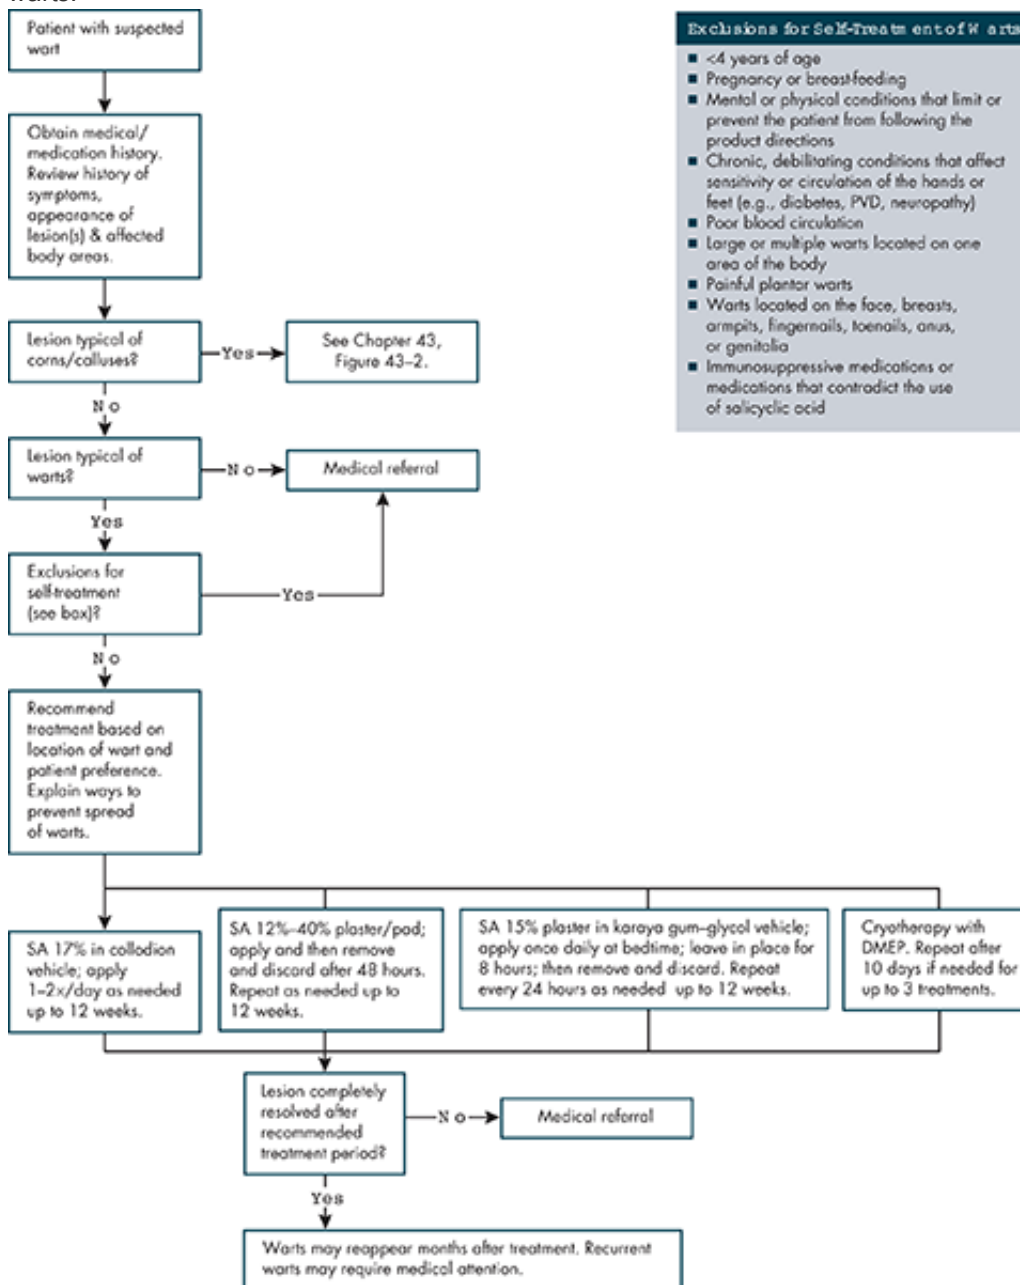 warts.
Patient with suspected
wart
Obtain medical/
medication history.
Review history of
symptoms,
appearance of
lesion(s) & affected
body areas.
Lesion typical of
corns/calluses?
Yes
See Chapter 43,
Figure 43–2.
No
Lesion typical of
warts?
No
Medical referral
Yes
Exclusions for
self-treatment
(see box)?
Yes
No
Recommend
treatment based on
location of wart and
patient preference.
Explain ways to
prevent spread
of warts.
SA 17% in collodion
vehicle; apply
1–2x/day as needed
up to 12 weeks.
SA 12%–40% plaster/pad;
apply and then remove
and discard after 48 hours.
Repeat as needed up to
12 weeks.
SA 15% plaster in karaya gum–glycol vehicle;
apply once daily at bedtime; leave in place for
8 hours; then remove and discard. Repeat
every 24 hours as needed up to 12 weeks.
Cryotherapy with
DMEP. Repeat after
10 days if needed for
up to 3 treatments.
Lesion completely
resolved after
recommended
treatment period?
No
Medical referral
Yes
Warts may reappear months after treatment. Recurrent
warts may require medical attention.
Exclusions for Self-Treatment of Warts
■ <4 years of age
■ Pregnancy or breast-feeding
■ Mental or physical conditions that limit or
prevent the patient from following the
product directions
■ Chronic, debilitating conditions that affect
sensitivity or circulation of the hands or
feet (e.g., diabetes, PVD, neuropathy)
■ Poor blood circulation
■ Large or multiple warts located on one
area of the body
■ Painful plantar warts
■ Warts located on the face, breasts,
armpits, fingernails, toenails, anus,
or genitalia
■ Immunosuppressive medications or
medications that contradict the use
of salicyclic acid